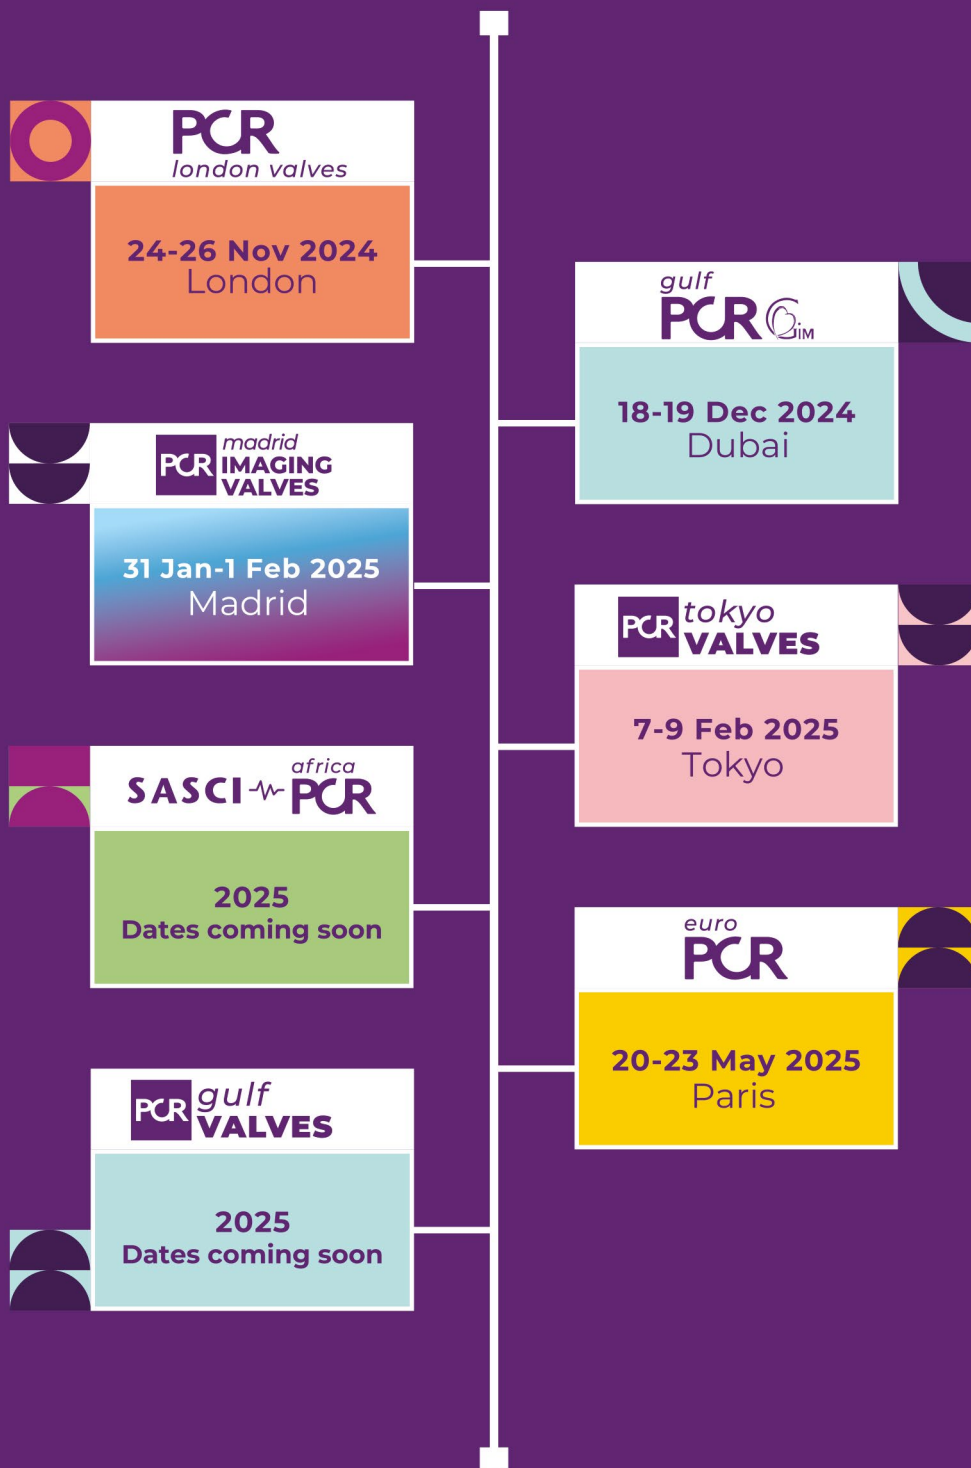 PCR
london valves
24-26 Nov 2024
London
gulf
PCR GIM
18-19 Dec 2024
Dubai
PCR madrid
IMAGING
VALVES
31 Jan-1 Feb 2025
Madrid
PCR tokyo
VALVES
7-9 Feb 2025
Tokyo
SASCI africa
PCR
2025
Dates coming soon
euro
PCR
20-23 May 2025
Paris
PCR gulf
VALVES
2025
Dates coming soon